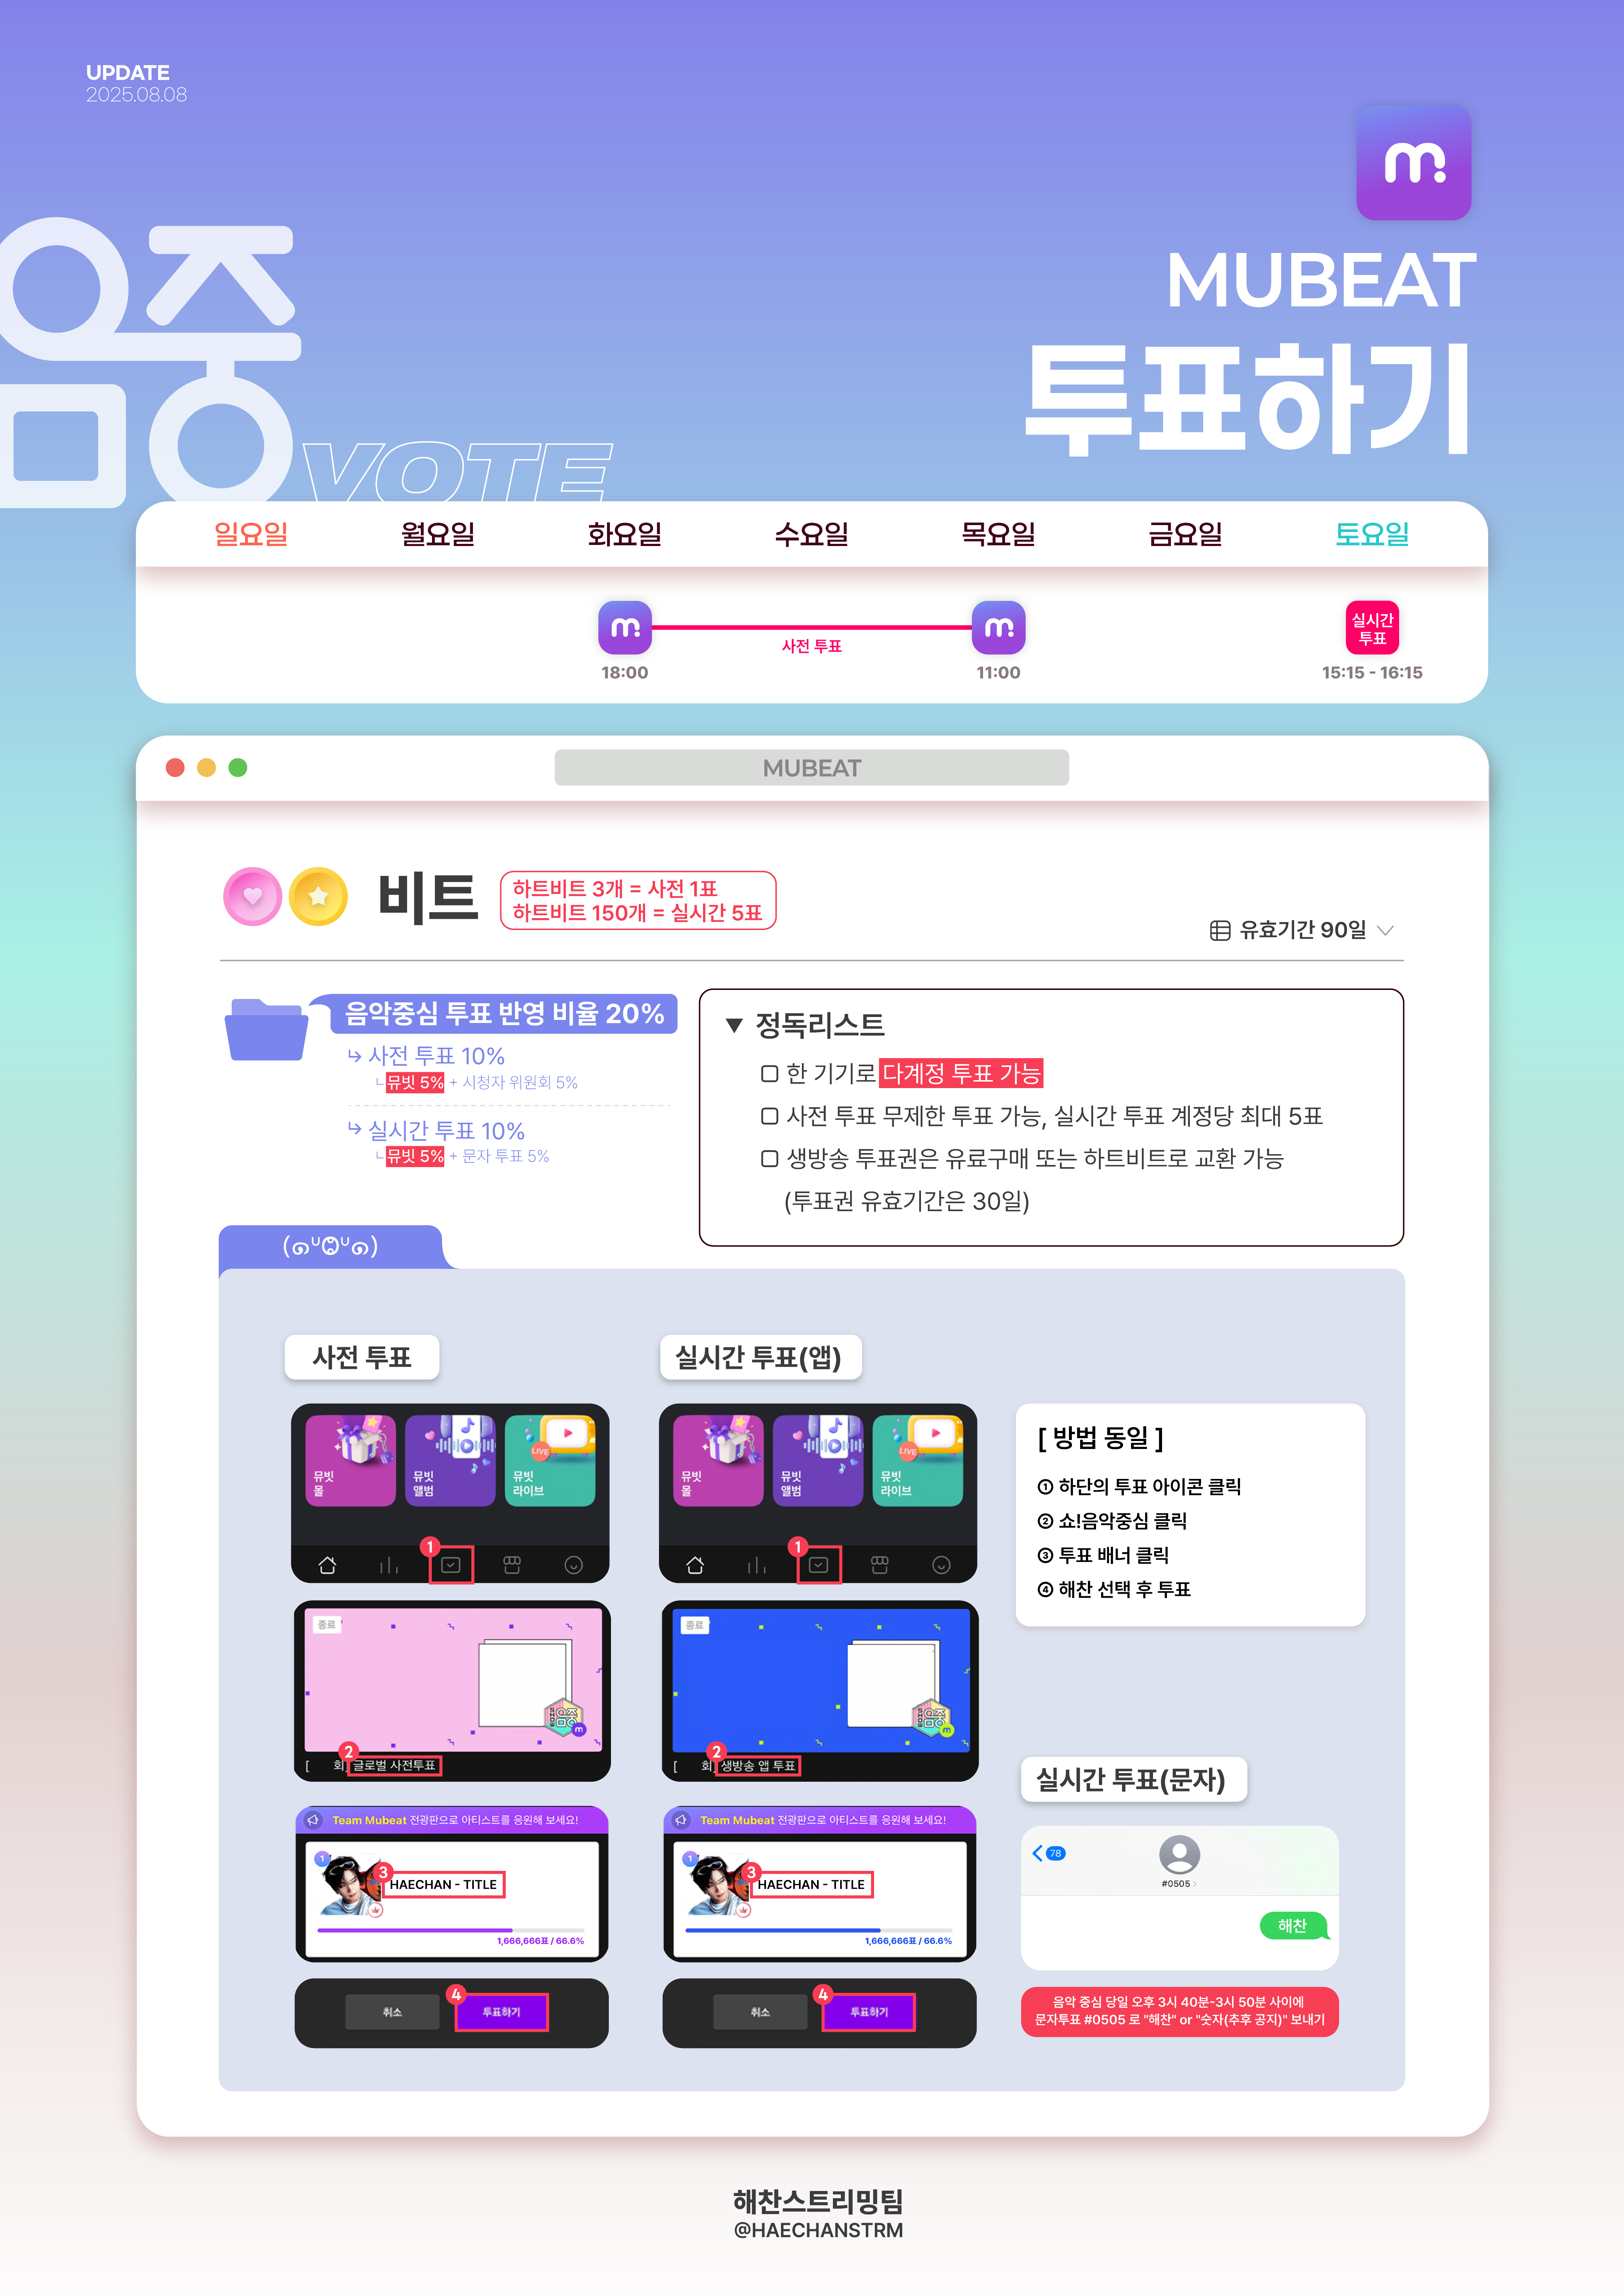 UPDATE
2025.08.08
m
MUBEAT
투표하기
음중
VOTE
일요일 월요일 화요일 수요일 목요일 금요일 토요일
m m 실시간
투표
사전 투표
18:00 11:00 15:15 - 16:15
MUBEAT
비트
하트비트 3개 = 사전 1표
하트비트 150개 = 실시간 5표
유효기간 90일
음악중심 투표 반영 비율 20%
↳ 사전 투표 10%
ㄴ뮤빗 5% + 시청자 위원회 5%
↳ 실시간 투표 10%
ㄴ뮤빗 5% + 문자 투표 5%
▼ 정독리스트
한 기기로 다계정 투표 가능
사전 투표 무제한 투표 가능, 실시간 투표 계정당 최대 5표
생방송 투표권은 유료구매 또는 하트비트로 교환 가능
(투표권 유효기간은 30일)
사전 투표
뮤빗
몰
뮤빗
앨범
LIVE
뮤빗
라이브
1
종료
음중
m
2
[ 회] 글로벌 사전투표
Team Mubeat 전광판으로 아티스트를 응원해 보세요!
1
3
HAECHAN - TITLE
1,666,666표 / 66.6%
4
취소 투표하기
실시간 투표(앱)
뮤빗
몰
뮤빗
앨범
LIVE
뮤빗
라이브
1
종료
음중
m
2
[ 회] 생방송 앱 투표
Team Mubeat 전광판으로 아티스트를 응원해 보세요!
1
3
HAECHAN - TITLE
1,666,666표 / 66.6%
4
취소 투표하기
[ 방법 동일 ]
① 하단의 투표 아이콘 클릭
② 쇼!음악중심 클릭
③ 투표 배너 클릭
④ 해찬 선택 후 투표
실시간 투표(문자)
78
#0505
해찬
음악 중심 당일 오후 3시 40분-3시 50분 사이에
문자투표 #0505 로 "해찬" or "숫자(추후 공지)" 보내기
해찬스트리밍팀
@HAECHANSTRM